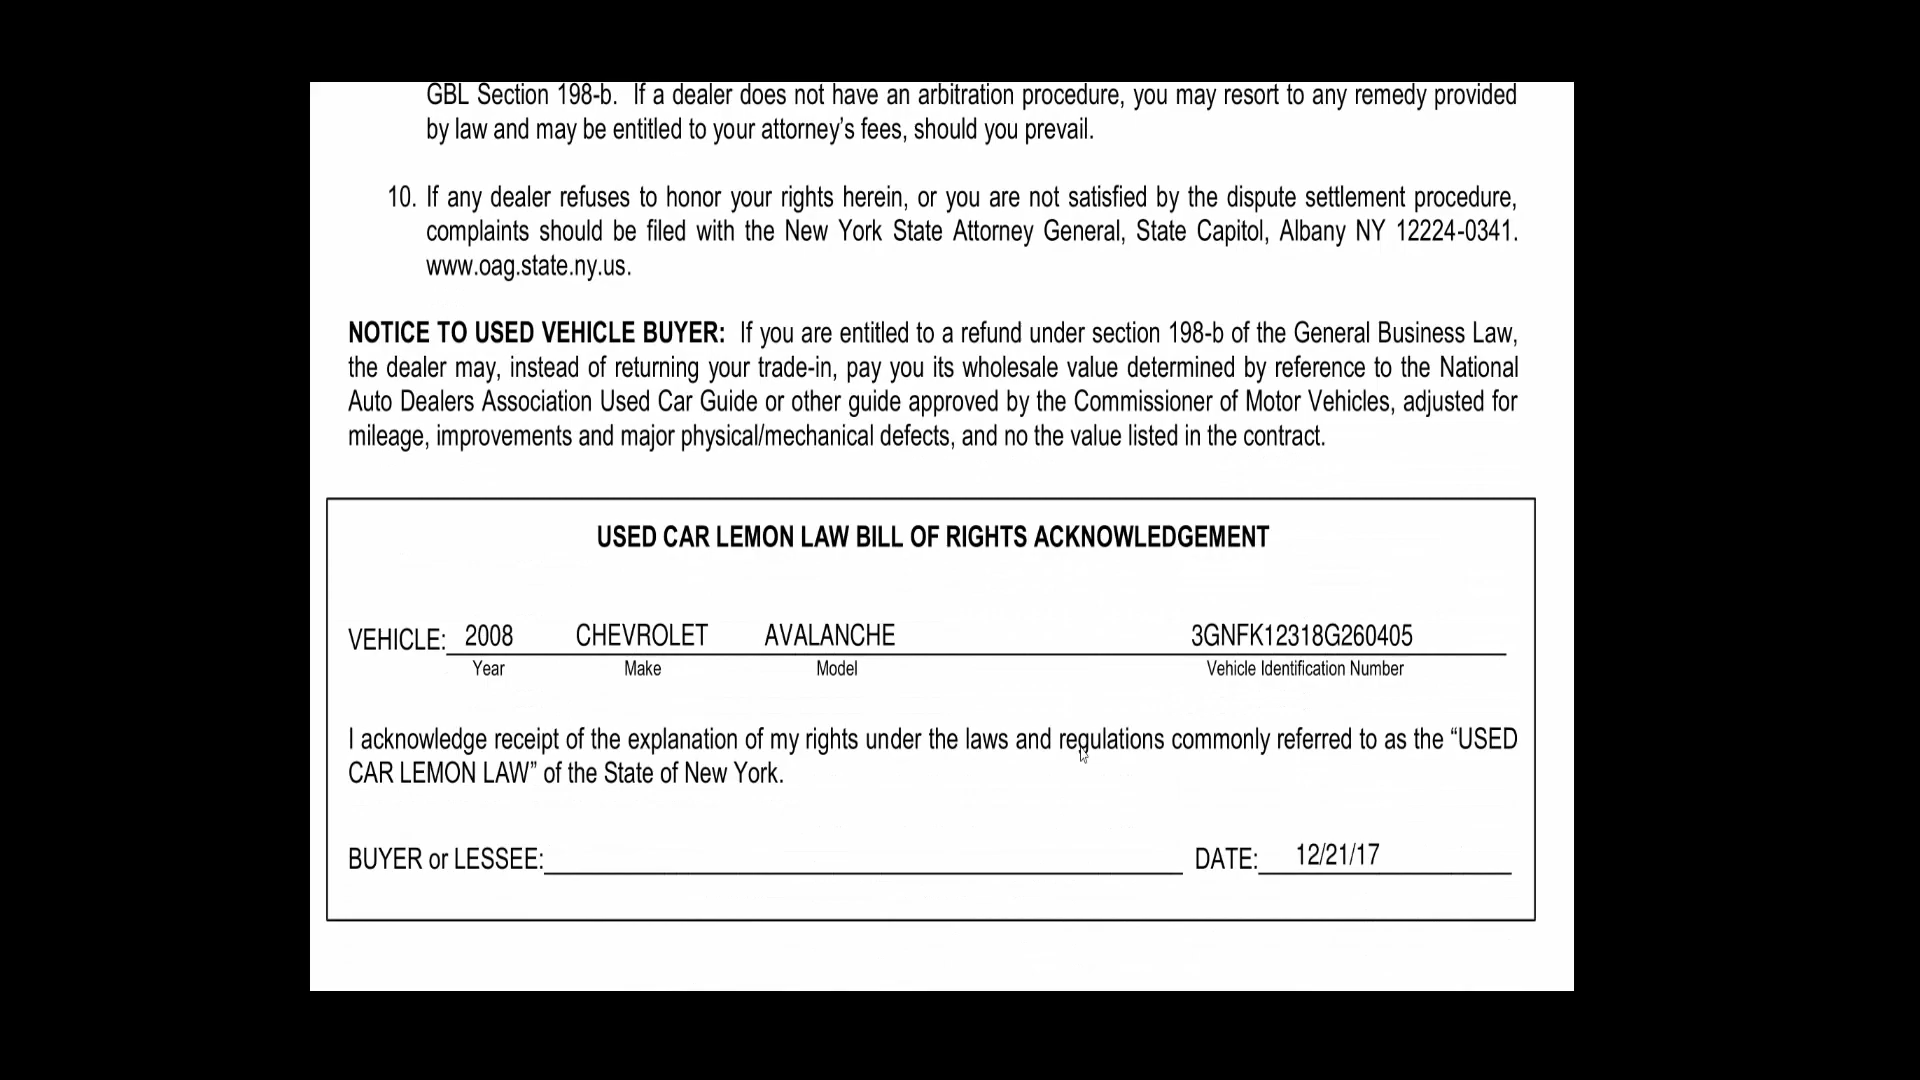 GBL Section 198-b. If a dealer does not have an arbitration procedure, you may resort to any remedy provided
by law and may be entitled to your attorney’s fees, should you prevail.
10. If any dealer refuses to honor your rights herein, or you are not satisfied by the dispute settlement procedure,
complaints should be filed with the New York State Attorney General, State Capitol, Albany NY 12224-0341.
www.oag.state.ny.us.
NOTICE TO USED VEHICLE BUYER: If you are entitled to a refund under section 198-b of the General Business Law,
the dealer may, instead of returning your trade-in, pay you its wholesale value determined by reference to the National
Auto Dealers Association Used Car Guide or other guide approved by the Commissioner of Motor Vehicles, adjusted for
mileage, improvements and major physical/mechanical defects, and no the value listed in the contract.
USED CAR LEMON LAW BILL OF RIGHTS ACKNOWLEDGEMENT
VEHICLE: 2008 CHEVROLET AVALANCHE 3GNFK12318G260405
Year Make Model Vehicle Identification Number
I acknowledge receipt of the explanation of my rights under the laws and regulations commonly referred to as the “USED
CAR LEMON LAW” of the State of New York.
BUYER or LESSEE: DATE: 12/21/17